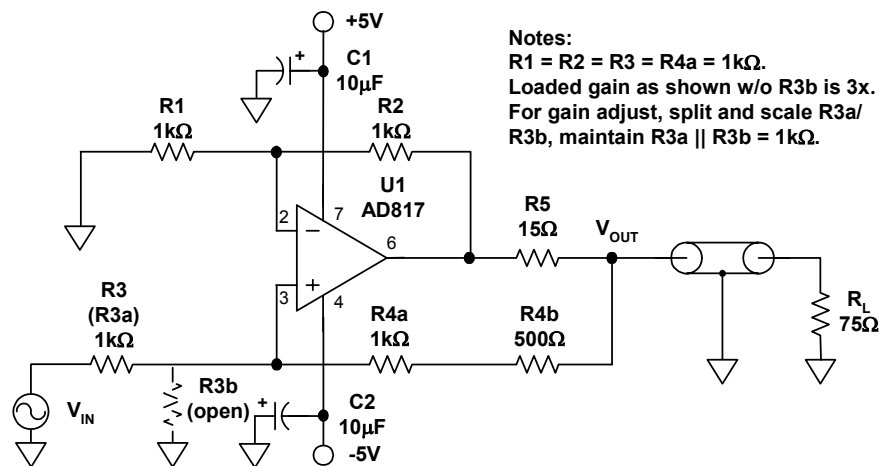 +5V
C1
+
10μF
Notes:
R1 = R2 = R3 = R4a = 1kΩ.
Loaded gain as shown w/o R3b is 3x.
For gain adjust, split and scale R3a/
R3b, maintain R3a || R3b = 1kΩ.
R1
1kΩ
R2
1kΩ
U1
AD817
2
−
7
6
3
+
4
R5
15Ω
VOUT
R3
(R3a)
1kΩ
R4a
1kΩ
R4b
500Ω
RL
75Ω
VIN
R3b
(open)
+
C2
10μF
-5V